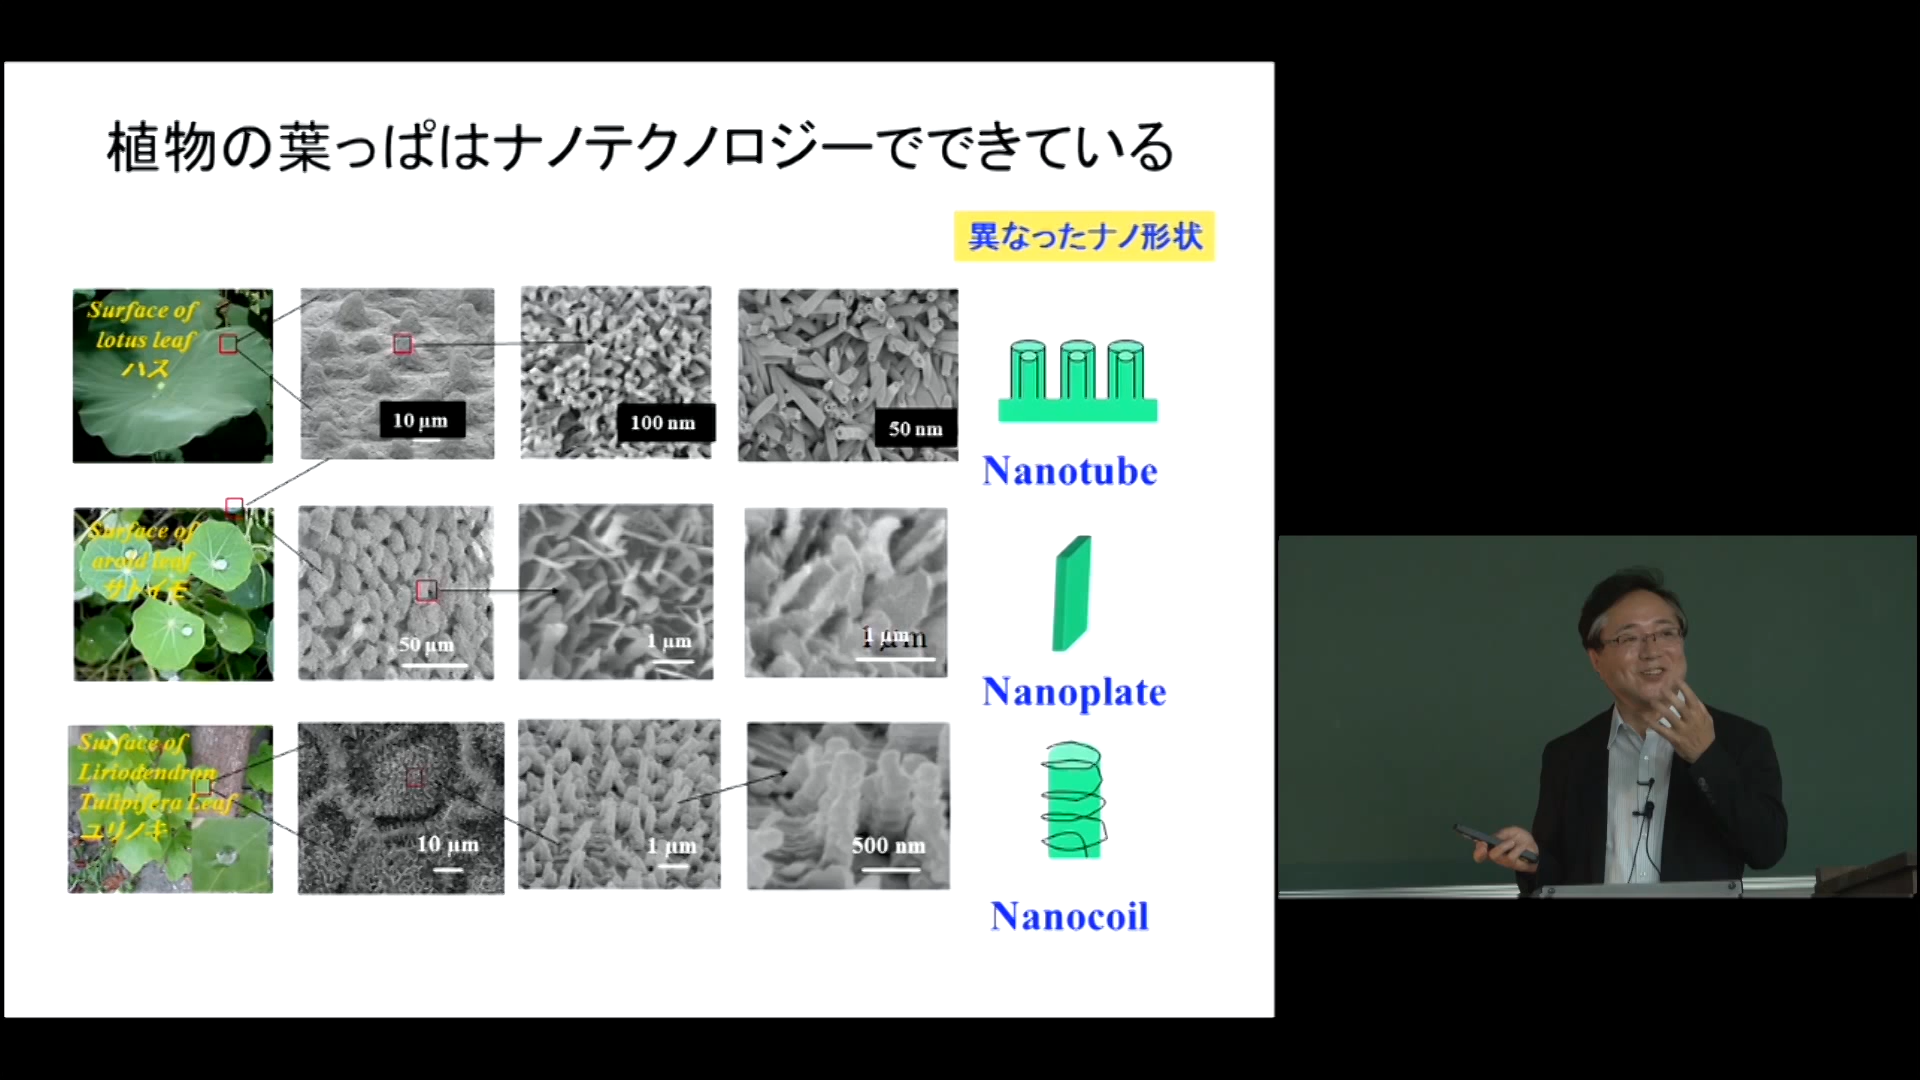 植物の葉っぱはナノテクノロジーでできている
異なったナノ形状
Surface of
lotus leaf
ハス
10 µm
100 nm
50 nm
Nanotube
Surface of
aroid leaf
サトイモ
50 µm
1 µm
1 µm
Nanoplate
Surface of
Liriodendron
Tulipifera Leaf
ユリノキ
10 µm
1 µm
500 nm
Nanocoil